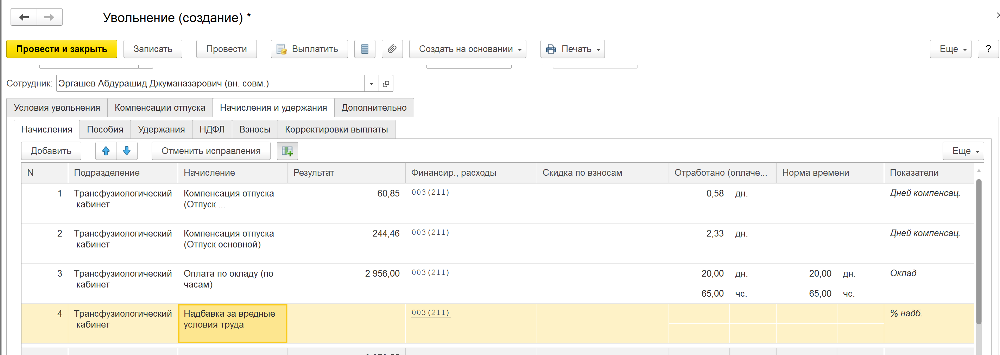 Увольнение (создание) *
Провести и закрыть Записать Провести Выплатить Создать на основании Печать Еще ?
Сотрудник: Эргашев Абдурашид Джуманазарович (вн. совм.)
Условия увольнения Компенсации отпуска Начисления и удержания Дополнительно
Начисления Пособия Удержания НДФЛ Взносы Корректировки выплаты
Добавить Отменить исправления Еще
N Подразделение Начисление Результат Финансир., расходы Скидка по взносам Отработано (оплаче... Норма времени Показатели
1 Трансфузиологический Компенсация отпуска 60,85 003(211) 0,58 дн. Дней компенсац.
кабинет (Отпуск ...
2 Трансфузиологический Компенсация отпуска 244,46 003(211) 2,33 дн. Дней компенсац.
кабинет (Отпуск основной)
3 Трансфузиологический Оплата по окладу (по 2 956,00 003(211) 20,00 дн. 20,00 дн. Оклад
кабинет часам)
65,00 чс. 65,00 чс.
4 Трансфузиологический Надбавка за вредные 003(211) % надб.
кабинет условия труда